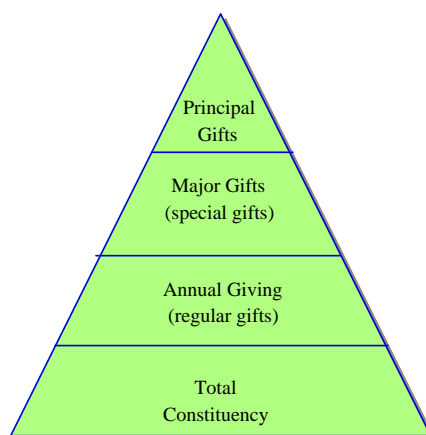 Principal
Gifts
Major Gifts
(special gifts)
Annual Giving
(regular gifts)
Total
Constituency